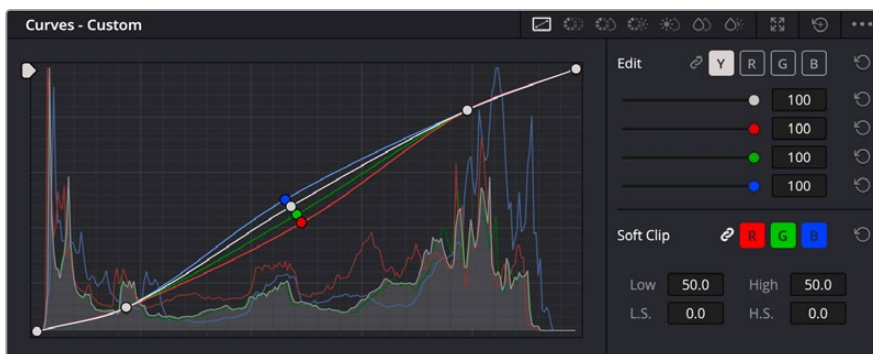 Curves - Custom
Edit Y R G B
100
100
100
100
Soft Clip R G B
Low 50.0 High 50.0
L.S. 0.0 H.S. 0.0